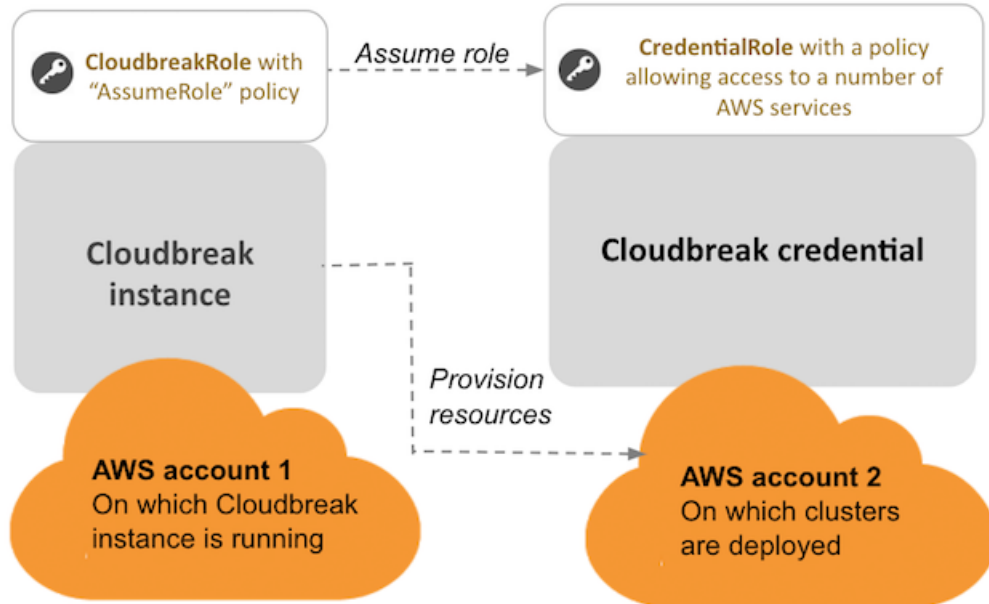 CloudbreakRole with
“AssumeRole” policy
Assume role
CredentialRole with a policy
allowing access to a number of
AWS services
Cloudbreak
instance
Cloudbreak credential
Provision
resources
AWS account 1
On which Cloudbreak
instance is running
AWS account 2
On which clusters
are deployed